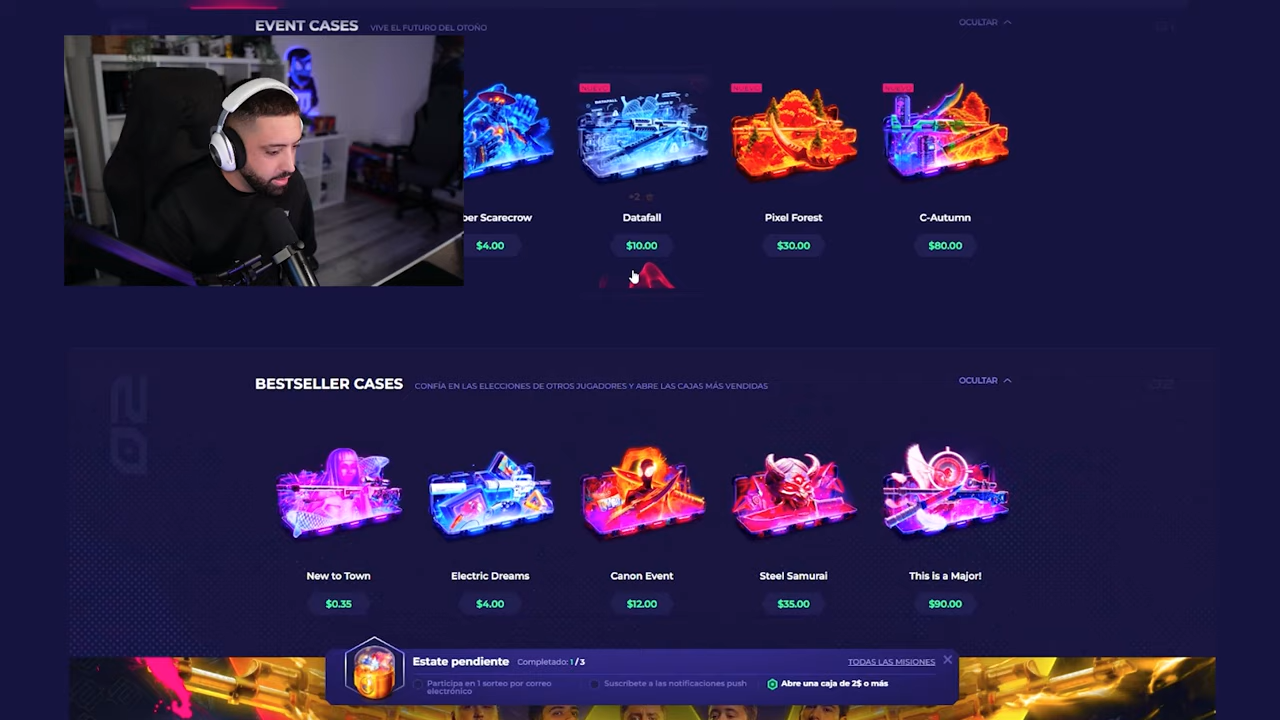 EVENT CASES VIVE EL FUTURO DEL OTOÑO OCULTAR
Scarecrow Datafall Pixel Forest C-Autumn
$4.00 $10.00 $30.00 $80.00
+2
BESTSELLER CASES CONFÍA EN LAS ELECCIONES DE OTROS JUGADORES Y ABRE LAS CAJAS MÁS VENDIDAS OCULTAR
02
New to Town Electric Dreams Canon Event Steel Samurai This is a Major!
$0.35 $4.00 $12.00 $35.00 $90.00
Estate pendiente Completado: 1 / 3 TODAS LAS MISIONES
Participa en 1 sorteo por correo electrónico
Suscríbete a las notificaciones push
Abre una caja de 2$ o más